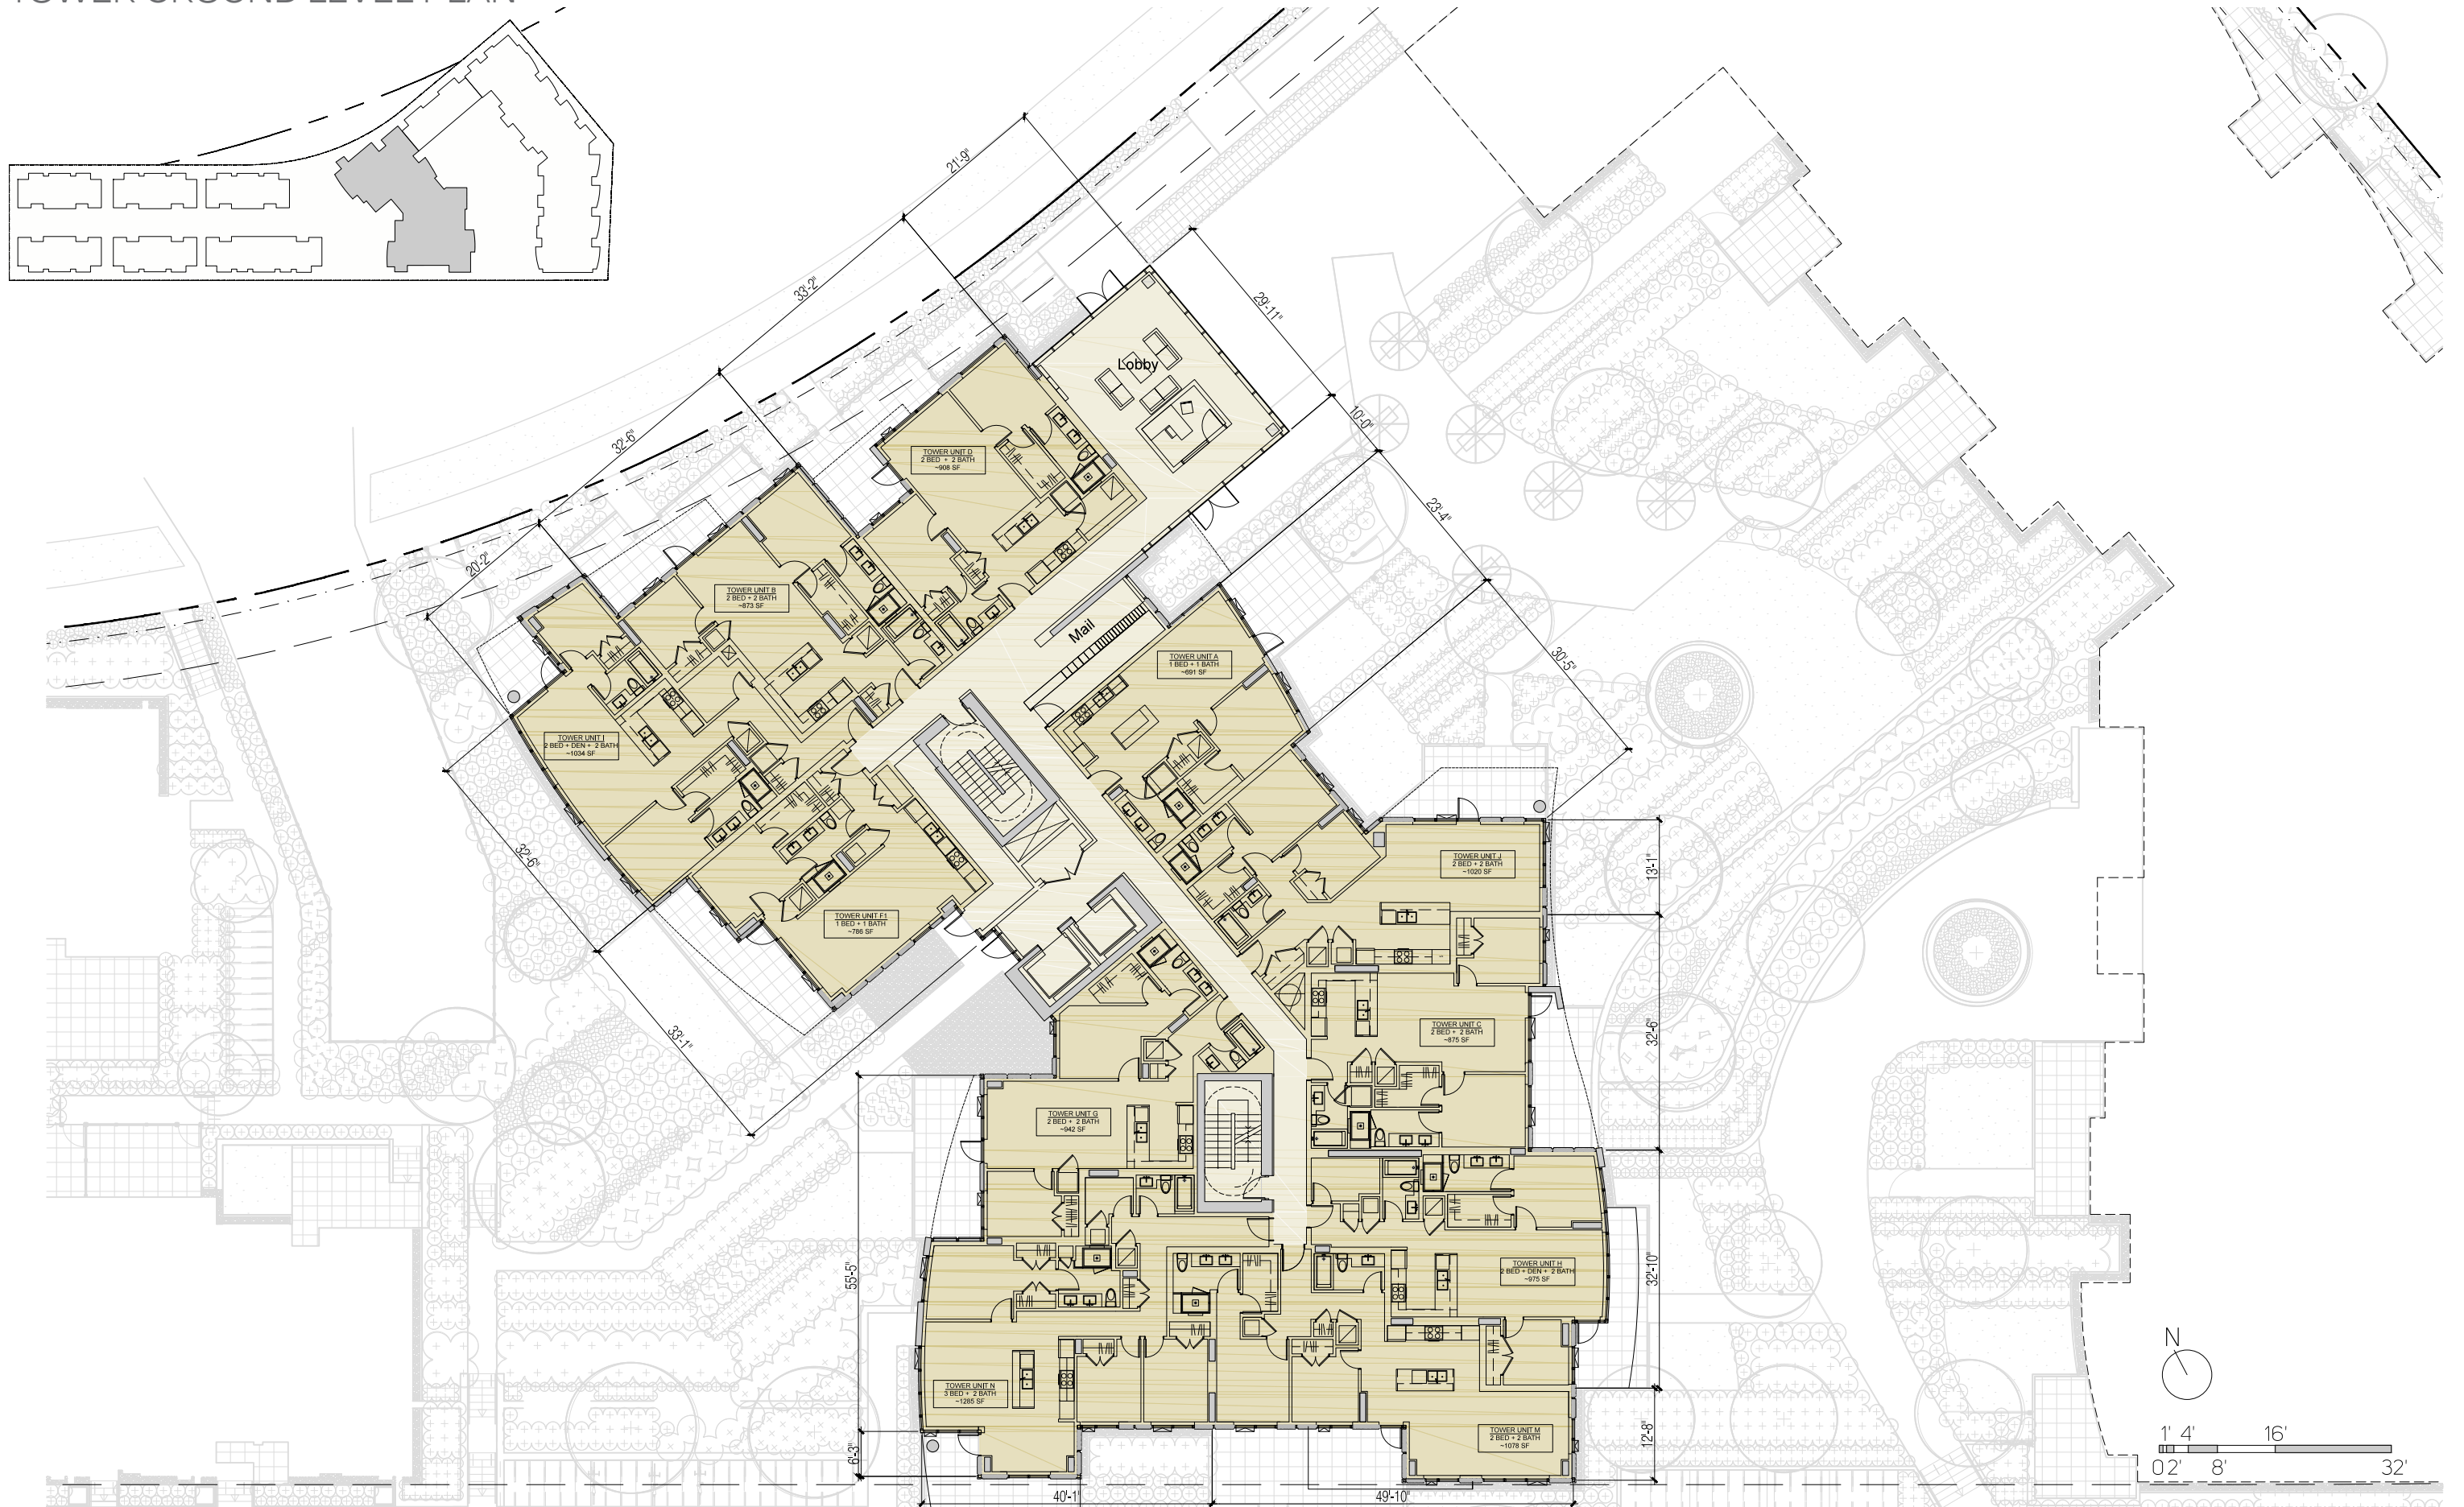 TOWER GROUND LEVEL PLAN
21'-9"
33'-2"
32'-6"
20'-2"
29'-11"
10'-0"
23'-4"
30'-5"
Lobby
TOWER UNIT D
2 BED + 2 BATH
~908 SF
TOWER UNIT B
2 BED + 2 BATH
~873 SF
Mail
TOWER UNIT A
1 BED + 1 BATH
~691 SF
TOWER UNIT I
2 BED + DEN + 2 BATH
~1034 SF
TOWER UNIT J
2 BED + 2 BATH
~1020 SF
13'-1"
32'-6"
TOWER UNIT F1
1 BED + 1 BATH
~786 SF
33'-1"
TOWER UNIT C
2 BED + 2 BATH
~875 SF
32'-6"
TOWER UNIT G
2 BED + 2 BATH
~942 SF
55'-5"
TOWER UNIT H
2 BED + DEN + 2 BATH
~975 SF
32'-10"
TOWER UNIT N
3 BED + 2 BATH
~1285 SF
TOWER UNIT M
2 BED + 2 BATH
~1078 SF
6'-3"
12'-8"
40'-1"
49'-10"
N
1' 4' 16'
0 2' 8' 32'